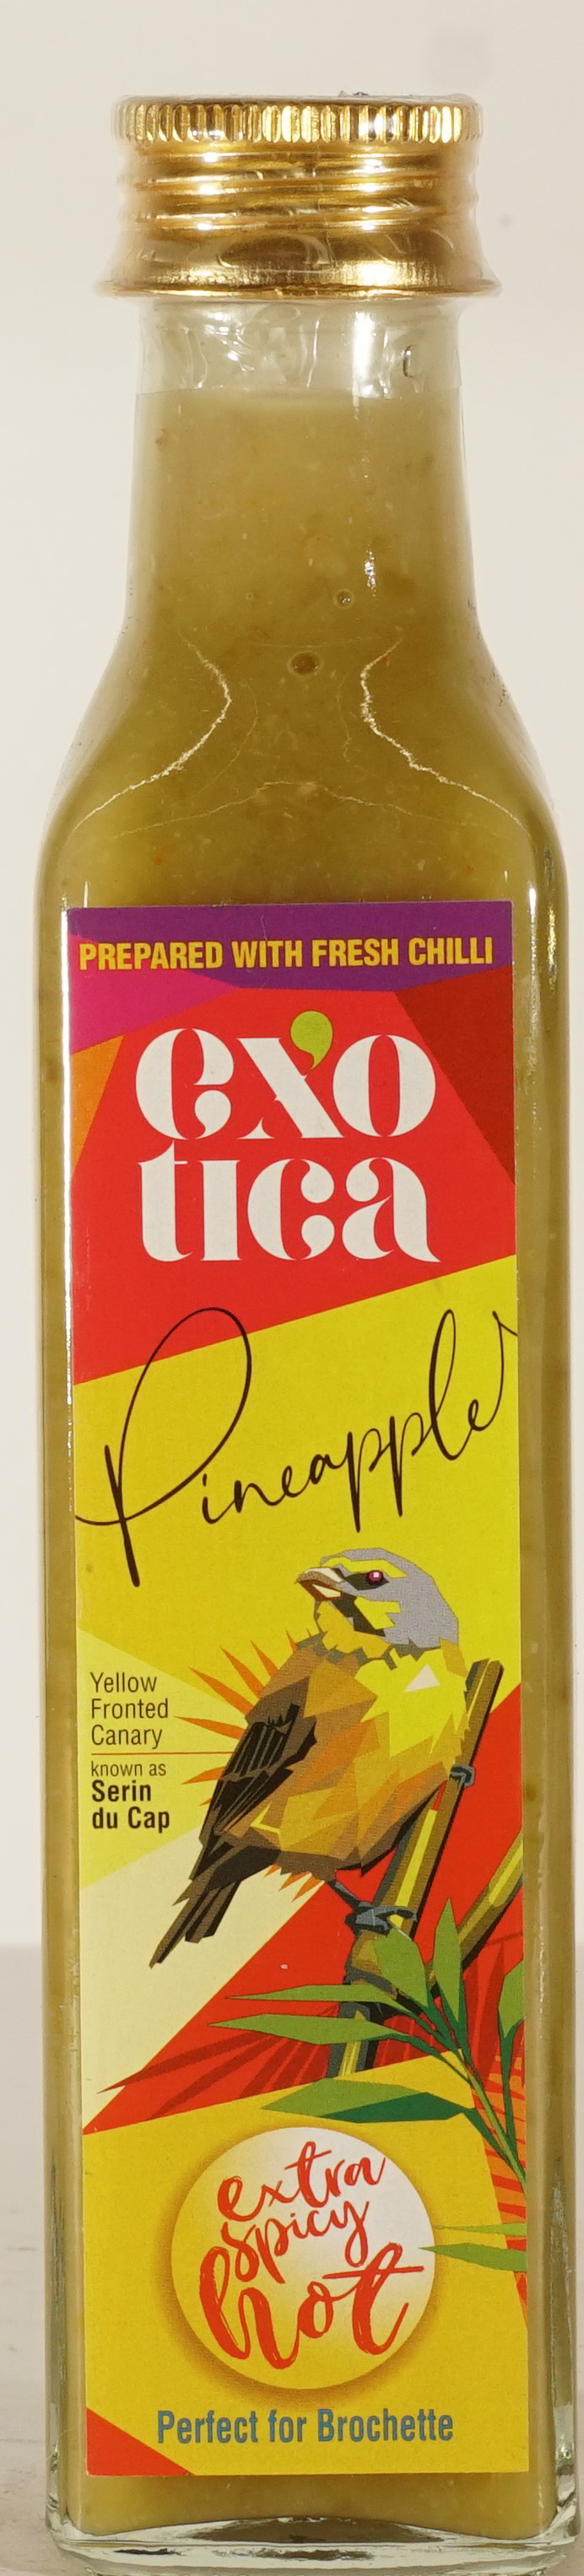 PREPARED WITH FRESH CHILLI
ex'o
tica
Pineapple
Yellow
Fronted
Canary
known as
Serin
du Cap
extra
spicy
hot
Perfect for Brochette